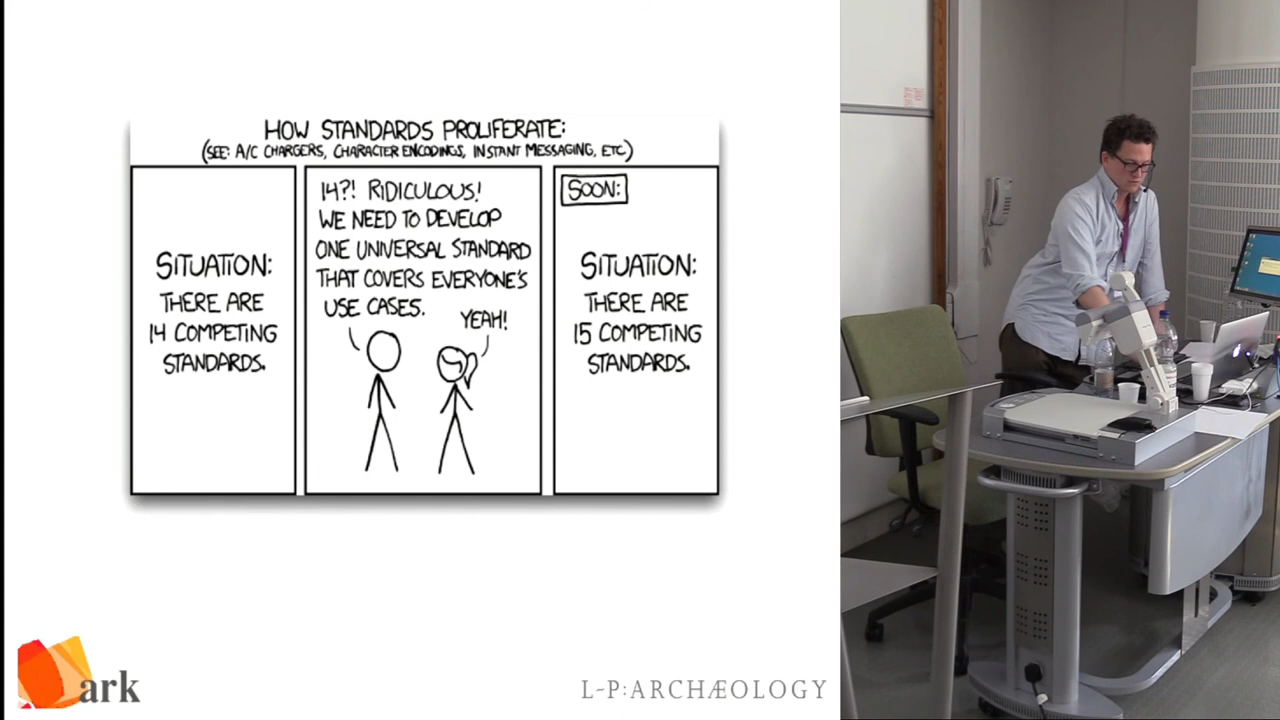 HOW STANDARDS PROLIFERATE:
(SEE: A/C CHARGERS, CHARACTER ENCODINGS, INSTANT MESSAGING, ETC.)
SITUATION:
THERE ARE
14 COMPETING
STANDARDS.
14?! RIDICULOUS!
WE NEED TO DEVELOP
ONE UNIVERSAL STANDARD
THAT COVERS EVERYONE'S
USE CASES.
YEAH!
SOON:
SITUATION:
THERE ARE
15 COMPETING
STANDARDS.
ark
L-P:ARCHÆOLOGY